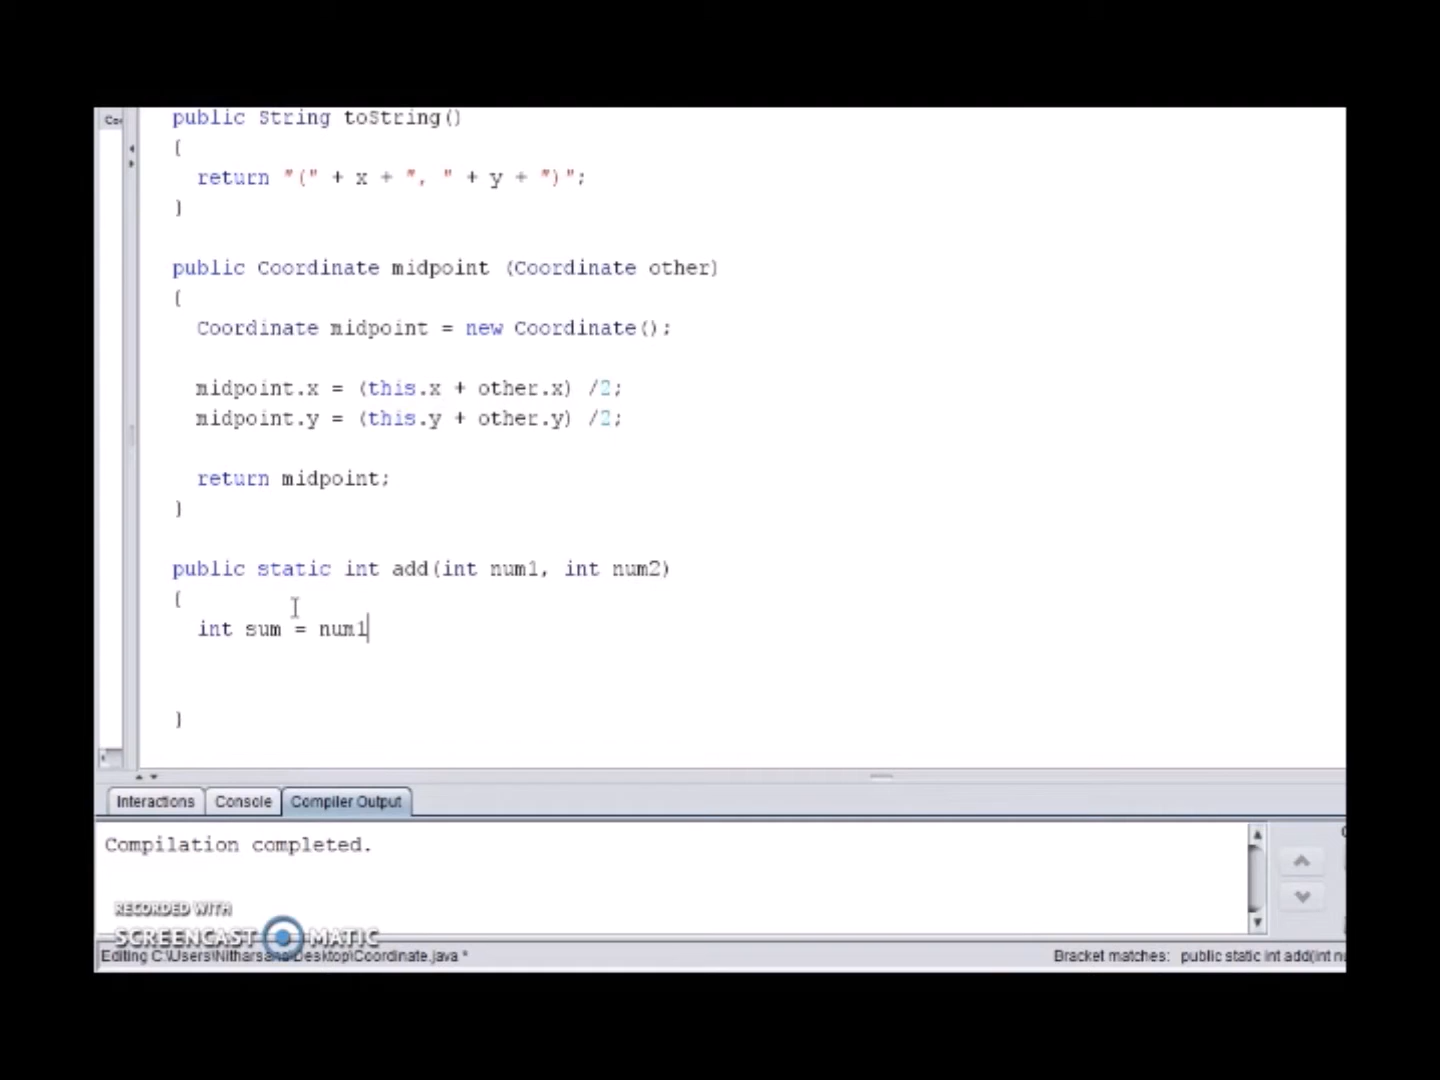 Co
public String toString()
{
return "(" + x + ", " + y + ")";
}
public Coordinate midpoint (Coordinate other)
{
Coordinate midpoint = new Coordinate();
midpoint.x = (this.x + other.x) /2;
midpoint.y = (this.y + other.y) /2;
return midpoint;
}
public static int add(int num1, int num2)
{
int sum = num1
}
Interactions Console Compiler Output
Compilation completed.
RECORDED WITH
SCREENCAST MATIC
Editing C:\Users\Nitharsana\Desktop\Coordinate.java * Bracket matches: public static int add(int nu